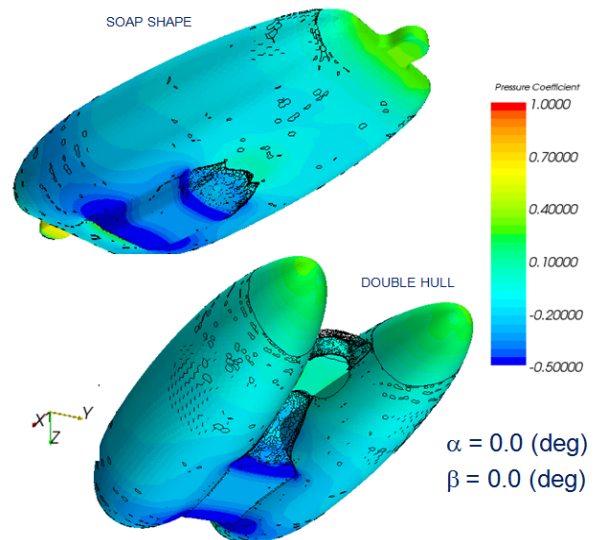 SOAP SHAPE
Pressure Coefficient
1.0000
0.70000
0.40000
0.10000
-0.20000
-0.50000
DOUBLE HULL
X Y
Z
α = 0.0 (deg)
β = 0.0 (deg)